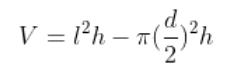 V = l²h − π(d/2)²h